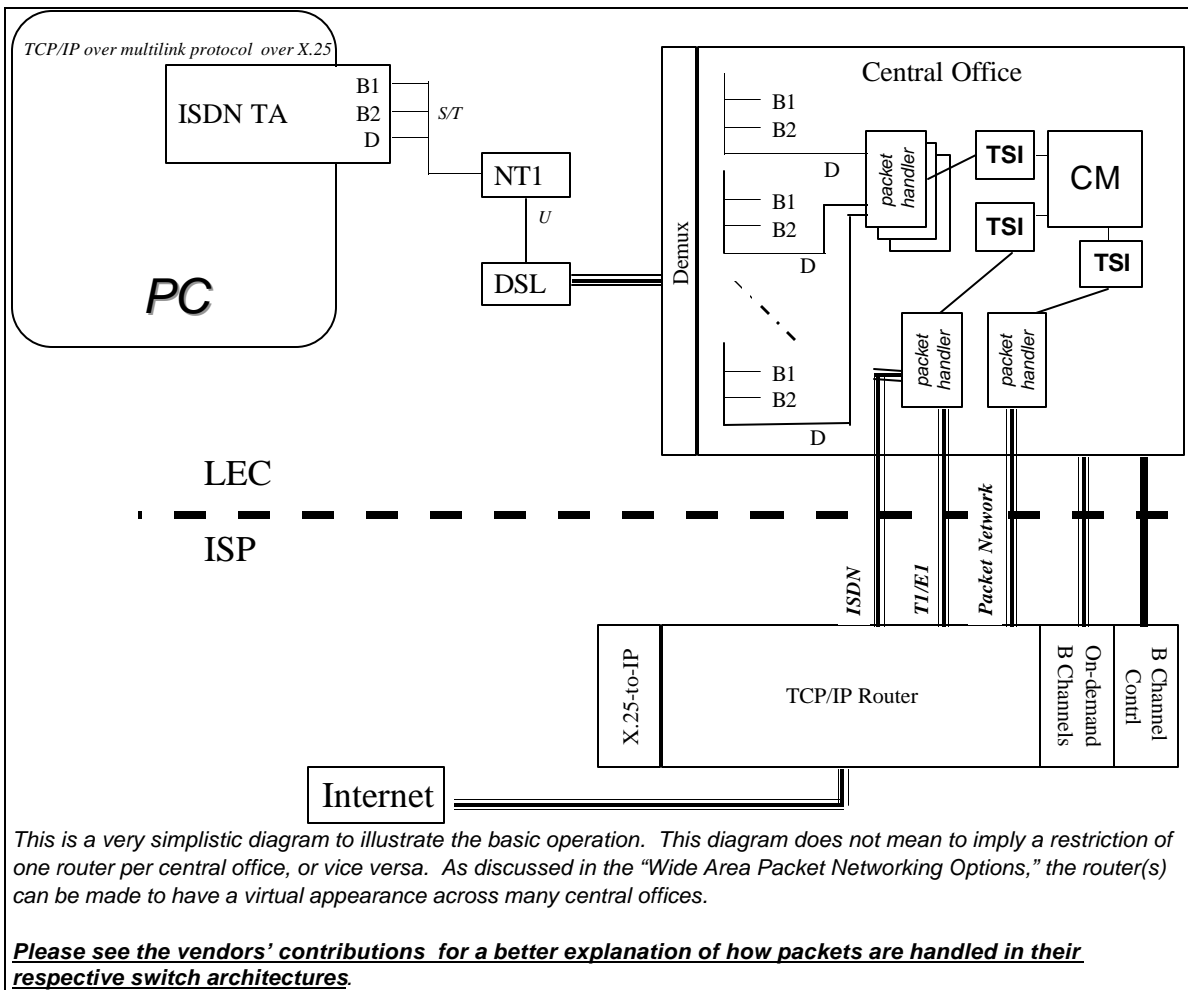 TCP/IP over multilink protocol over X.25
ISDN TA
B1
B2
D
S/T
NT1
U
DSL
PC
Demux
Central Office
B1
B2
D
B1
B2
D
B1
B2
D
packet
handler
TSI
CM
TSI
TSI
packet
handler
packet
handler
LEC
ISP
ISDN
T1/E1
Packet Network
X.25-to-IP
TCP/IP Router
On-demand
B Channels
B Channel
Contrl
Internet
This is a very simplistic diagram to illustrate the basic operation. This diagram does not mean to imply a restriction of
one router per central office, or vice versa. As discussed in the “Wide Area Packet Networking Options,” the router(s)
can be made to have a virtual appearance across many central offices.
Please see the vendors’ contributions for a better explanation of how packets are handled in their
respective switch architectures.